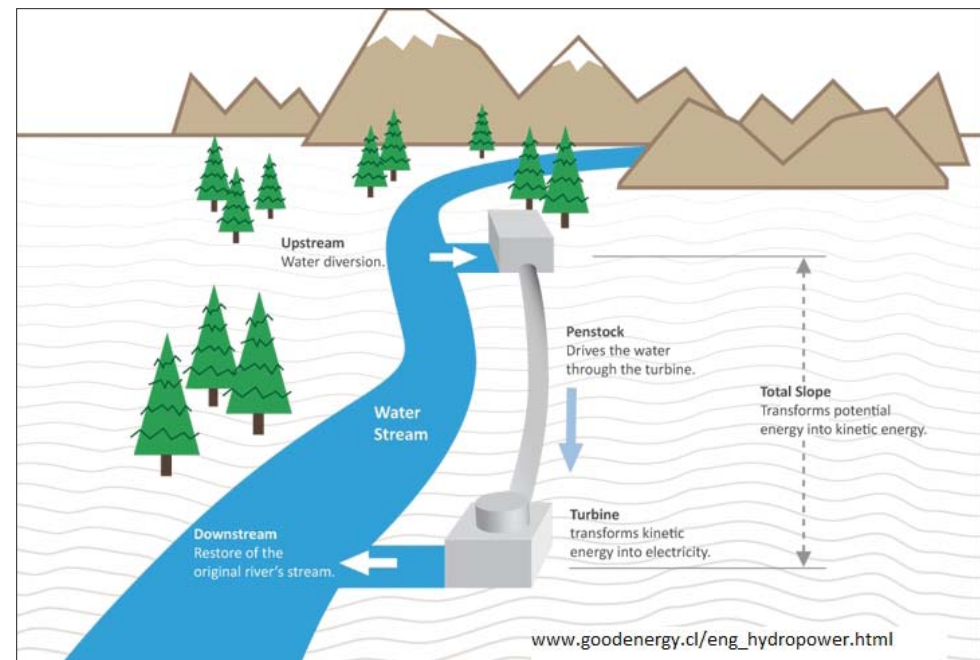 Upstream
Water diversion.
Penstock
Drives the water
through the turbine.
Total Slope
Transforms potential
energy into kinetic energy.
Water
Stream
Turbine
transforms kinetic
energy into electricity.
Downstream
Restore of the
original river's stream.
www.goodenergy.cl/eng_hydropower.html